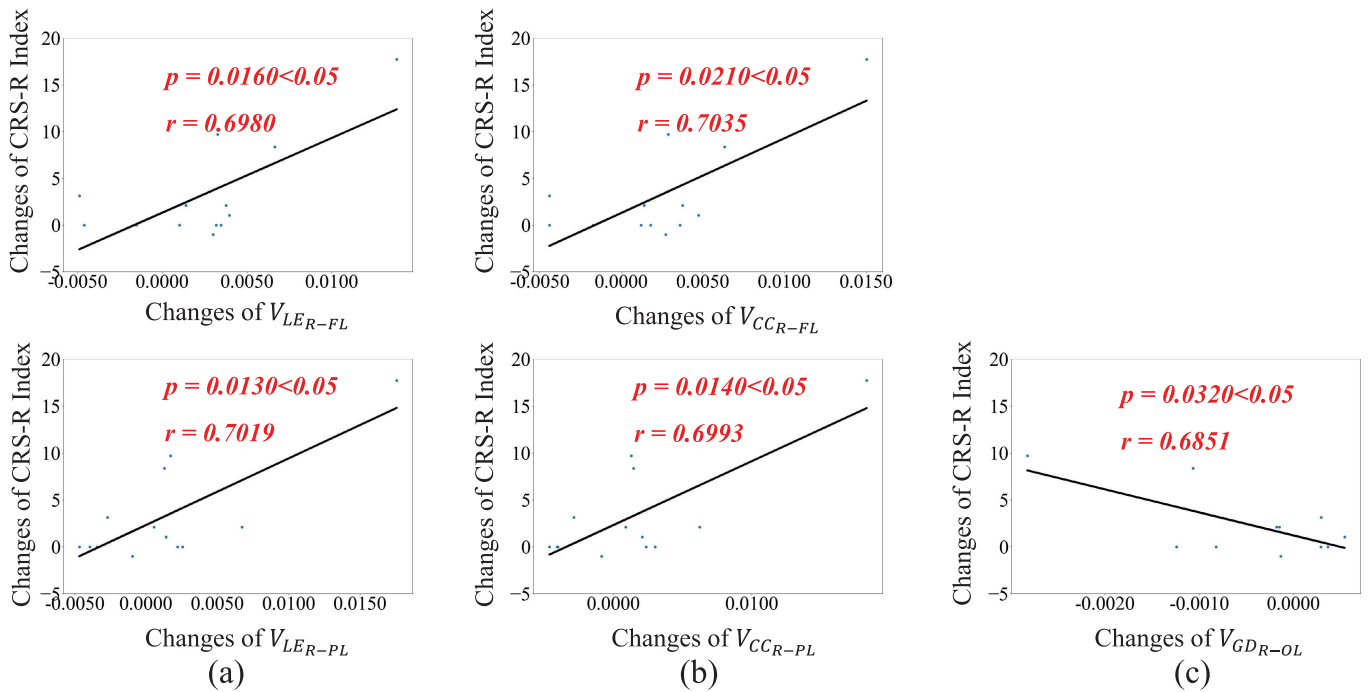 Changes of CRS-R Index
20
15
10
5
0
−5
p = 0.0160<0.05
r = 0.6980
-0.0050 0.0000 0.0050 0.0100
Changes of V_{LE_{R−FL}}
Changes of CRS-R Index
20
15
10
5
0
−5
p = 0.0210<0.05
r = 0.7035
-0.0050 0.0000 0.0050 0.0100 0.0150
Changes of V_{CC_{R−FL}}
Changes of CRS-R Index
20
15
10
5
0
−5
p = 0.0130<0.05
r = 0.7019
-0.0050 0.0000 0.0050 0.0100 0.0150
Changes of V_{LE_{R−PL}}
(a)
Changes of CRS-R Index
20
15
10
5
0
−5
p = 0.0140<0.05
r = 0.6993
0.0000 0.0100
Changes of V_{CC_{R−PL}}
(b)
Changes of CRS-R Index
20
15
10
5
0
−5
p = 0.0320<0.05
r = 0.6851
-0.0020 -0.0010 0.0000
Changes of V_{GD_{R−OL}}
(c)